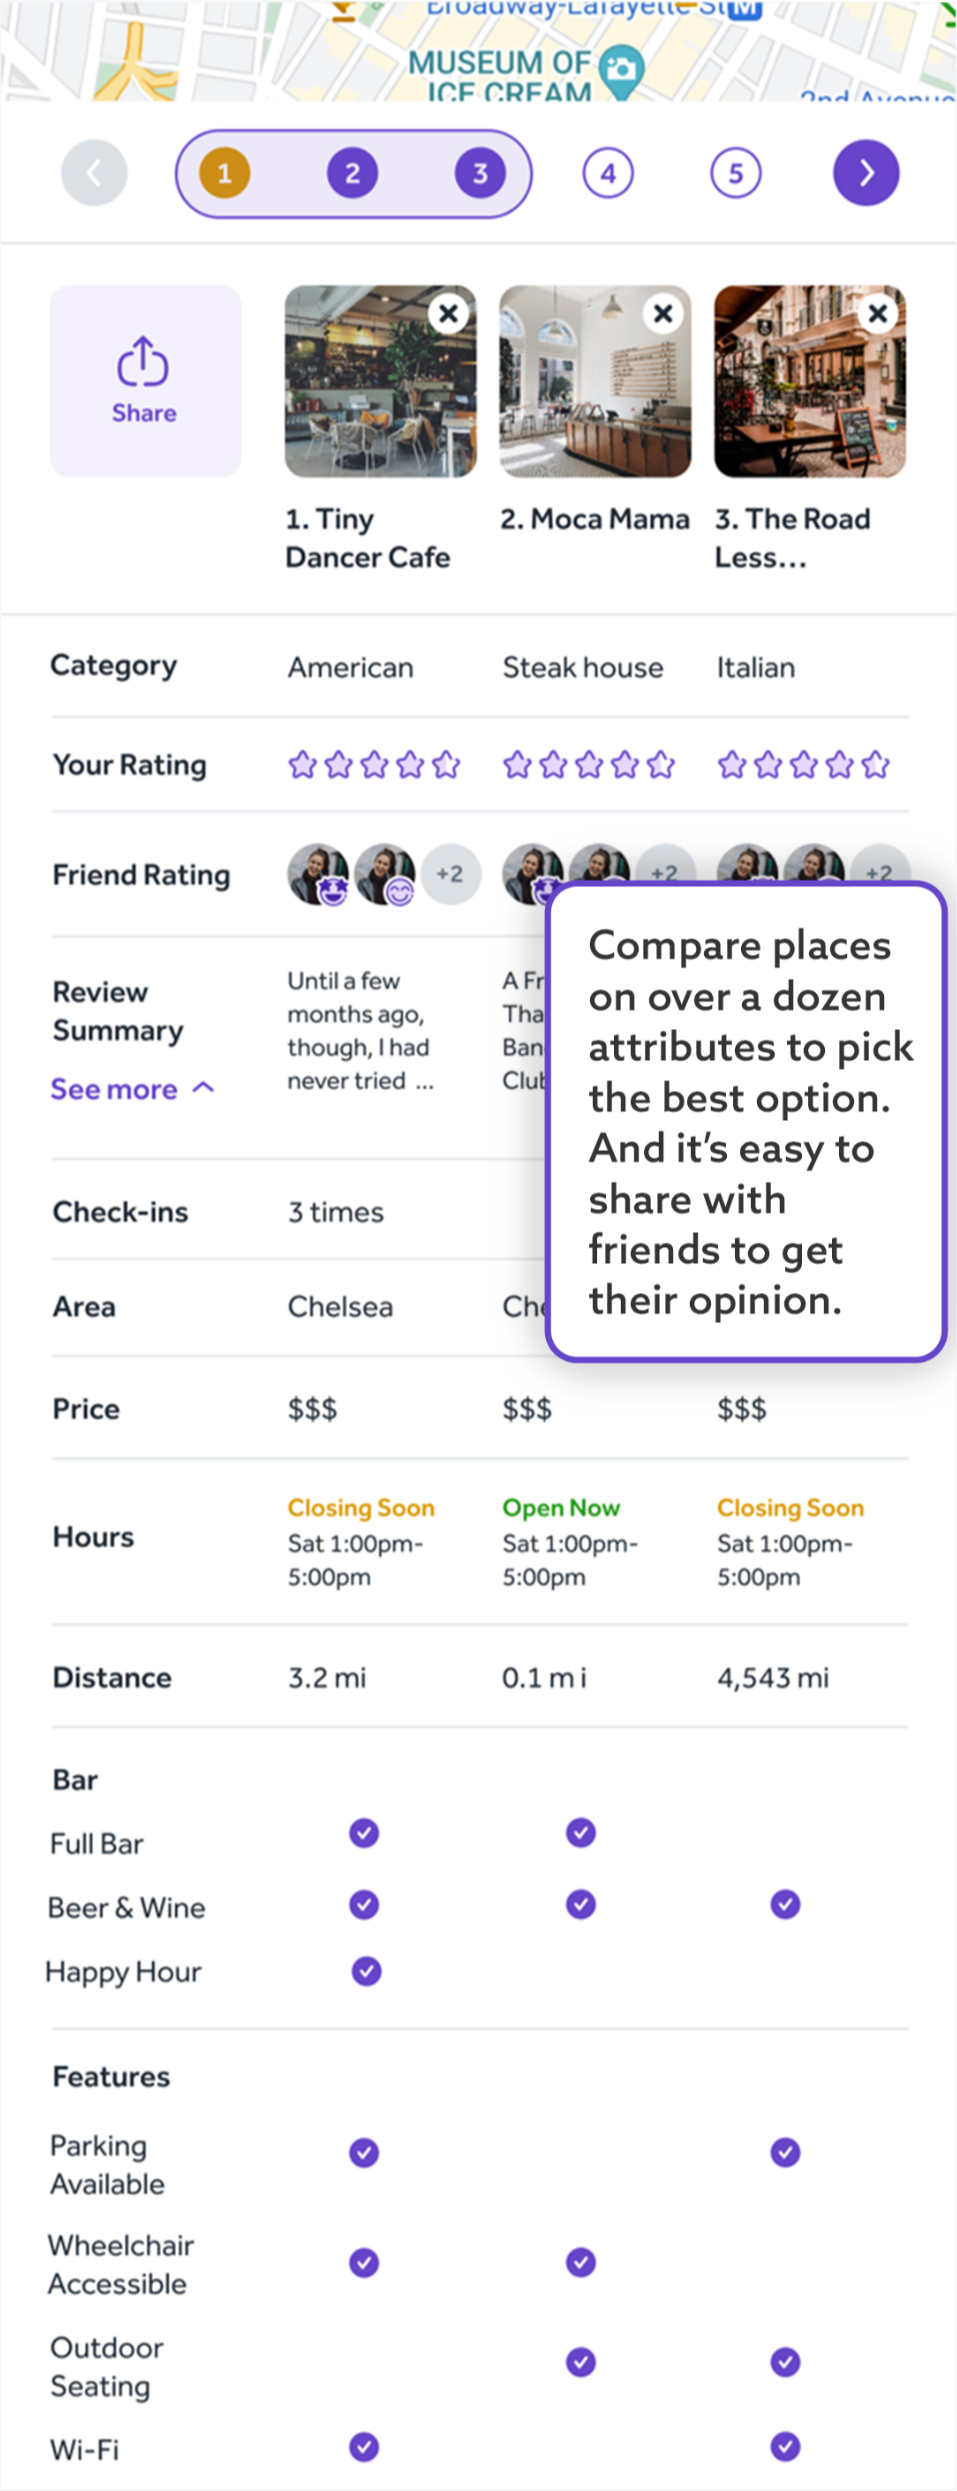 Broadway-Lafayette St M
MUSEUM OF
ICE CREAM
2nd Avenue
1 2 3 4 5
Share
1. Tiny
Dancer Cafe
2. Moca Mama
3. The Road
Less...
Category American Steak house Italian
Your Rating
Friend Rating +2 +2 +2
Review
Summary
See more
Until a few
months ago,
though, I had
never tried ...
A Fr
Tha
Ban
Club
Compare places
on over a dozen
attributes to pick
the best option.
And it's easy to
share with
friends to get
their opinion.
Check-ins 3 times
Area Chelsea Che
Price $$$ $$$ $$$
Hours
Closing Soon
Sat 1:00pm-
5:00pm
Open Now
Sat 1:00pm-
5:00pm
Closing Soon
Sat 1:00pm-
5:00pm
Distance 3.2 mi 0.1 m i 4,543 mi
Bar
Full Bar
Beer & Wine
Happy Hour
Features
Parking
Available
Wheelchair
Accessible
Outdoor
Seating
Wi-Fi